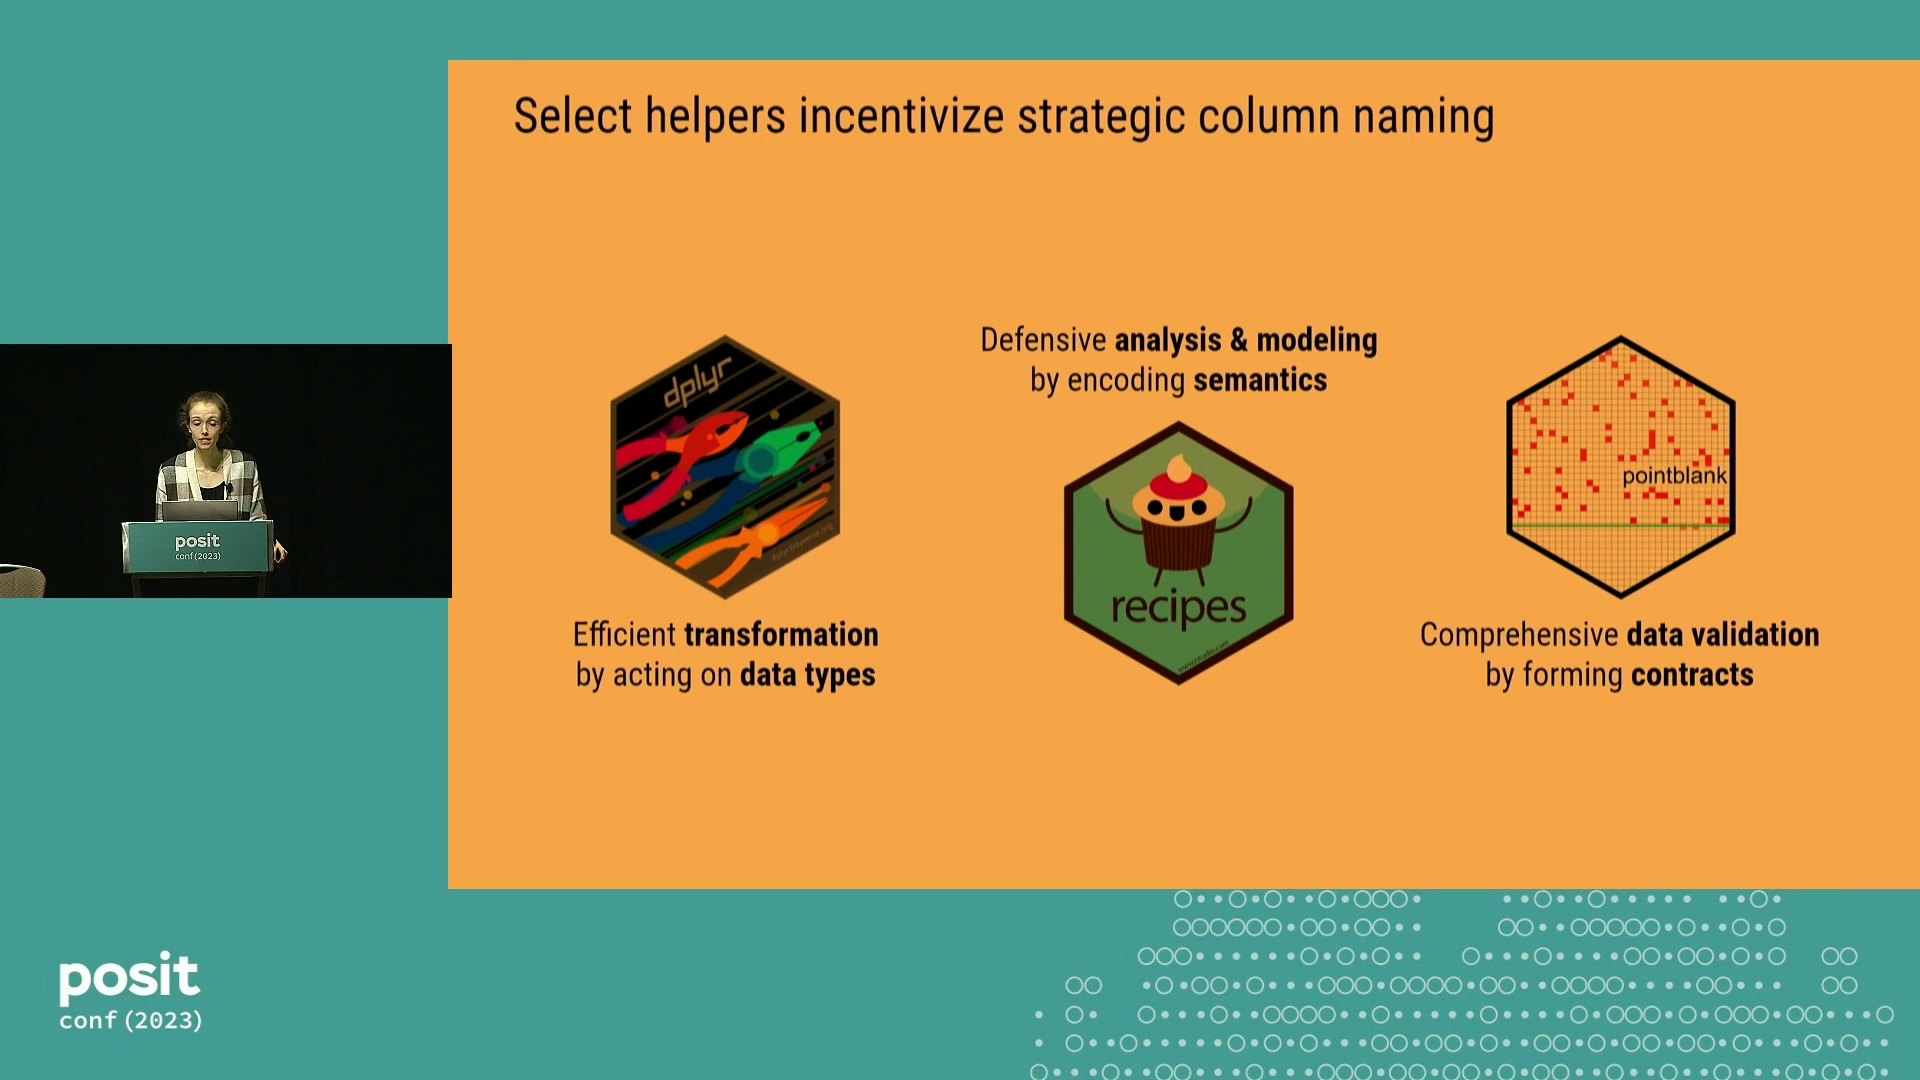 Select helpers incentivize strategic column naming
dplyr
Efficient transformation
by acting on data types
Defensive analysis & modeling
by encoding semantics
recipes
pointblank
Comprehensive data validation
by forming contracts
posit
conf(2023)
posit
conf(2023)